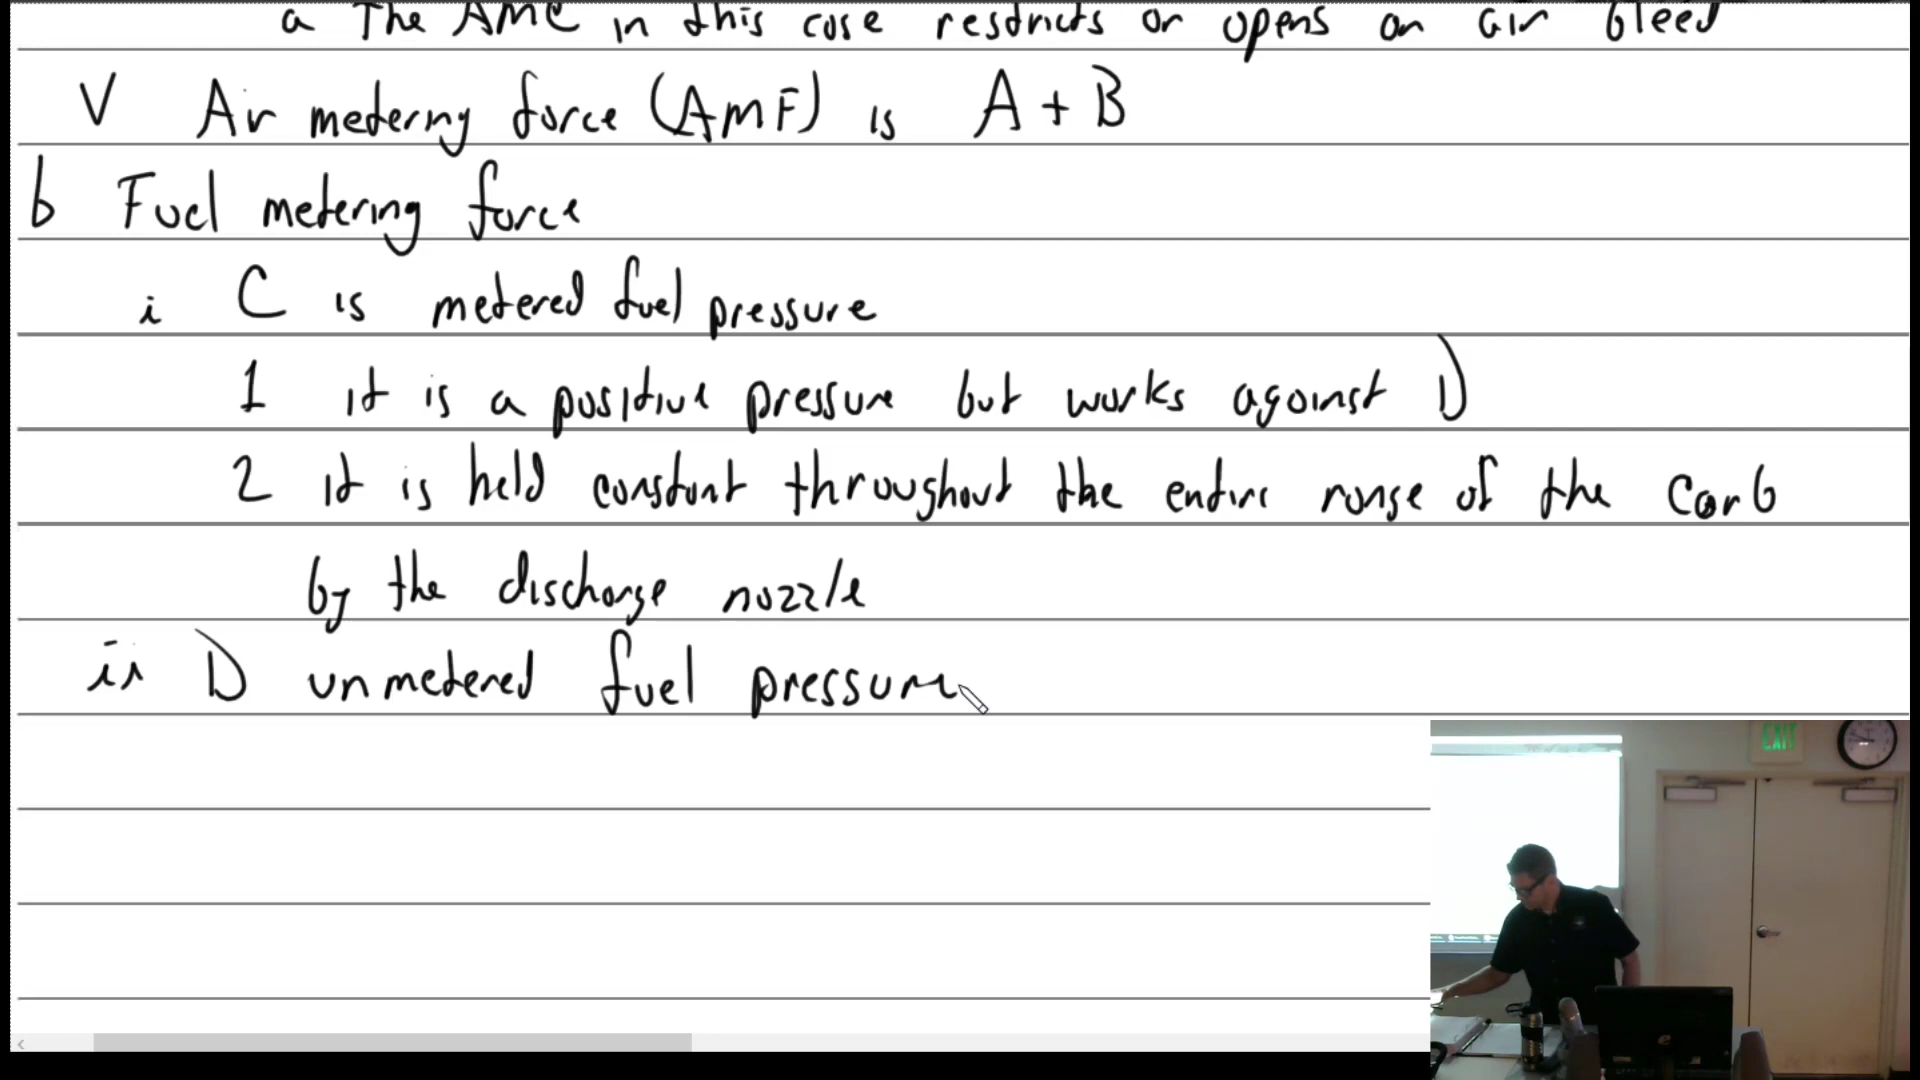 a The AMC in this case restricts or opens an air bleed
V Air metering force (AMF) is A + B
b Fuel metering force
i C is metered fuel pressure
1 it is a positive pressure but works against D
2 it is held constant throughout the entire range of the carb
by the discharge nozzle
ii D unmetered fuel pressure
EXIT